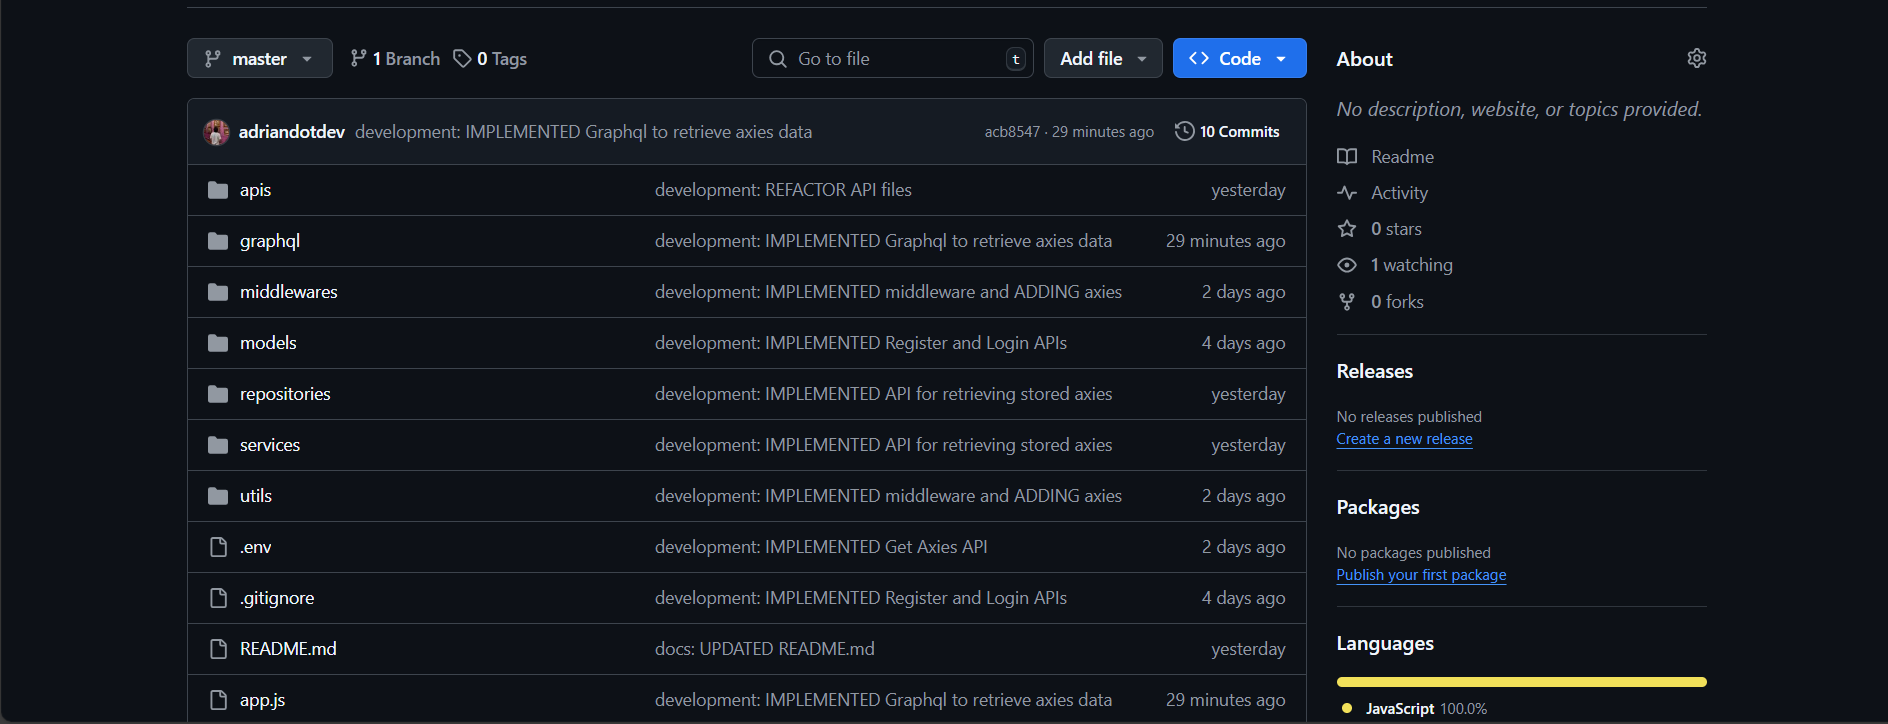 master 1 Branch 0 Tags Go to file t Add file Code
adriandotdev development: IMPLEMENTED Graphql to retrieve axies data acb8547 · 29 minutes ago 10 Commits
apis development: REFACTOR API files yesterday
graphql development: IMPLEMENTED Graphql to retrieve axies data 29 minutes ago
middlewares development: IMPLEMENTED middleware and ADDING axies 2 days ago
models development: IMPLEMENTED Register and Login APIs 4 days ago
repositories development: IMPLEMENTED API for retrieving stored axies yesterday
services development: IMPLEMENTED API for retrieving stored axies yesterday
utils development: IMPLEMENTED middleware and ADDING axies 2 days ago
.env development: IMPLEMENTED Get Axies API 2 days ago
.gitignore development: IMPLEMENTED Register and Login APIs 4 days ago
README.md docs: UPDATED README.md yesterday
app.js development: IMPLEMENTED Graphql to retrieve axies data 29 minutes ago
About
No description, website, or topics provided.
Readme
Activity
0 stars
1 watching
0 forks
Releases
No releases published
Create a new release
Packages
No packages published
Publish your first package
Languages
JavaScript 100.0%